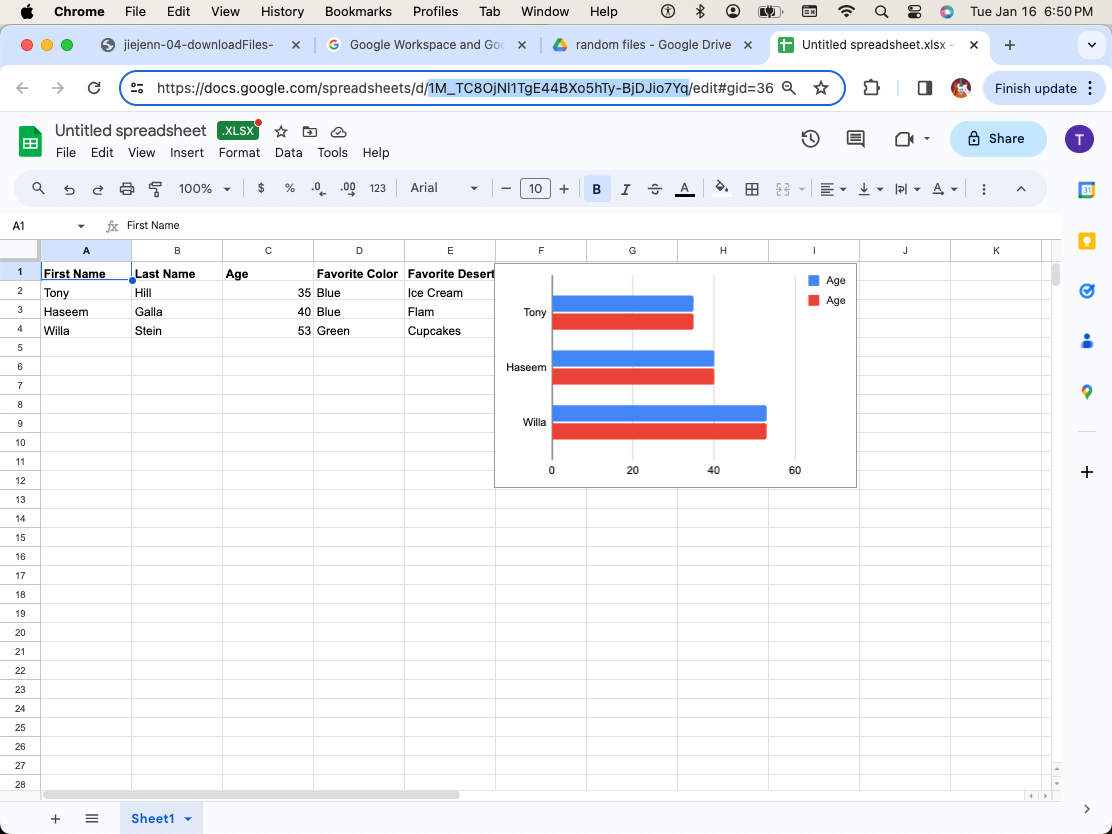 Chrome File Edit View History Bookmarks Profiles Tab Window Help Tue Jan 16 6:50 PM
jiejenn-04-downloadFiles- Google Workspace and Goo random files - Google Drive Untitled spreadsheet.xlsx -
https://docs.google.com/spreadsheets/d/1M_TC8OjNl1TgE44BXo5hTy-BjDJio7Yq/edit#gid=36 Finish update
Untitled spreadsheet .XLSX
File Edit View Insert Format Data Tools Help
Share T
100% $ % .0 .00 123 Arial 10 B I S A
A1 fx First Name
A B C D E F G H I J K
1 First Name Last Name Age Favorite Color Favorite Desert
2 Tony Hill 35 Blue Ice Cream
3 Haseem Galla 40 Blue Flam
4 Willa Stein 53 Green Cupcakes
5
6
7
8
9
10
11
12
13
14
15
16
17
18
19
20
21
22
23
24
25
26
27
28
Age
Age
Tony
Haseem
Willa
0 20 40 60
31
Sheet1